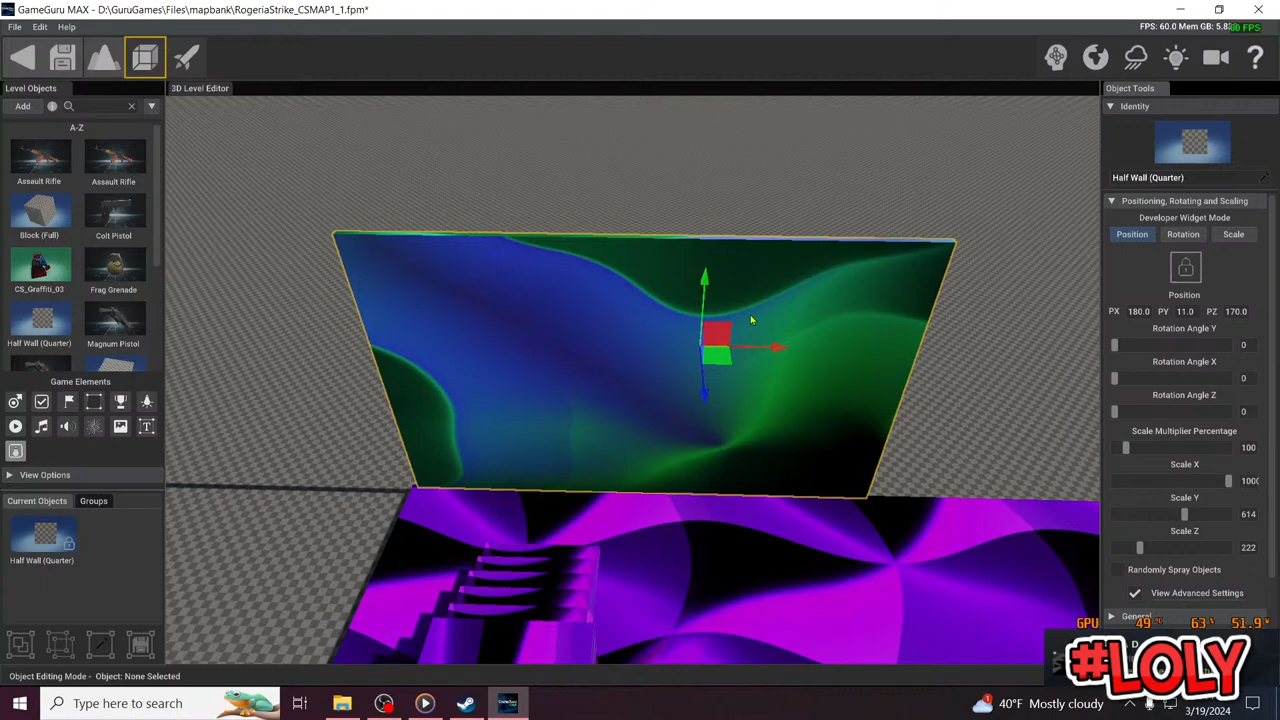 GameGuru MAX - D:\GuruGames\Files\mapbank\RogeriaStrike_CSMAP1_1.fpm*
File Edit Help
FPS: 60.0 Mem GB: 5.8
60 FPS
Level Objects
3D Level Editor
Object Tools
Add
Identity
A-Z
Assault Rifle
Assault Rifle
Half Wall (Quarter)
Positioning, Rotating and Scaling
Block (Full)
Colt Pistol
Developer Widget Mode
Position Rotation Scale
CS_Graffiti_03
Frag Grenade
Position
PX 180.0 PY 11.0 PZ 170.0
Half Wall (Quarter)
Magnum Pistol
Rotation Angle Y
0
Rotation Angle X
0
Game Elements
Rotation Angle Z
0
Scale Multiplier Percentage
100
Scale X
1000
View Options
Scale Y
614
Current Objects Groups
Scale Z
222
Half Wall (Quarter)
Randomly Spray Objects
View Advanced Settings
General
GPU 49 °C 63 % 51.9 W
#LOLY
Object Editing Mode - Object: None Selected
Type here to search
40°F Mostly cloudy
3/19/2024